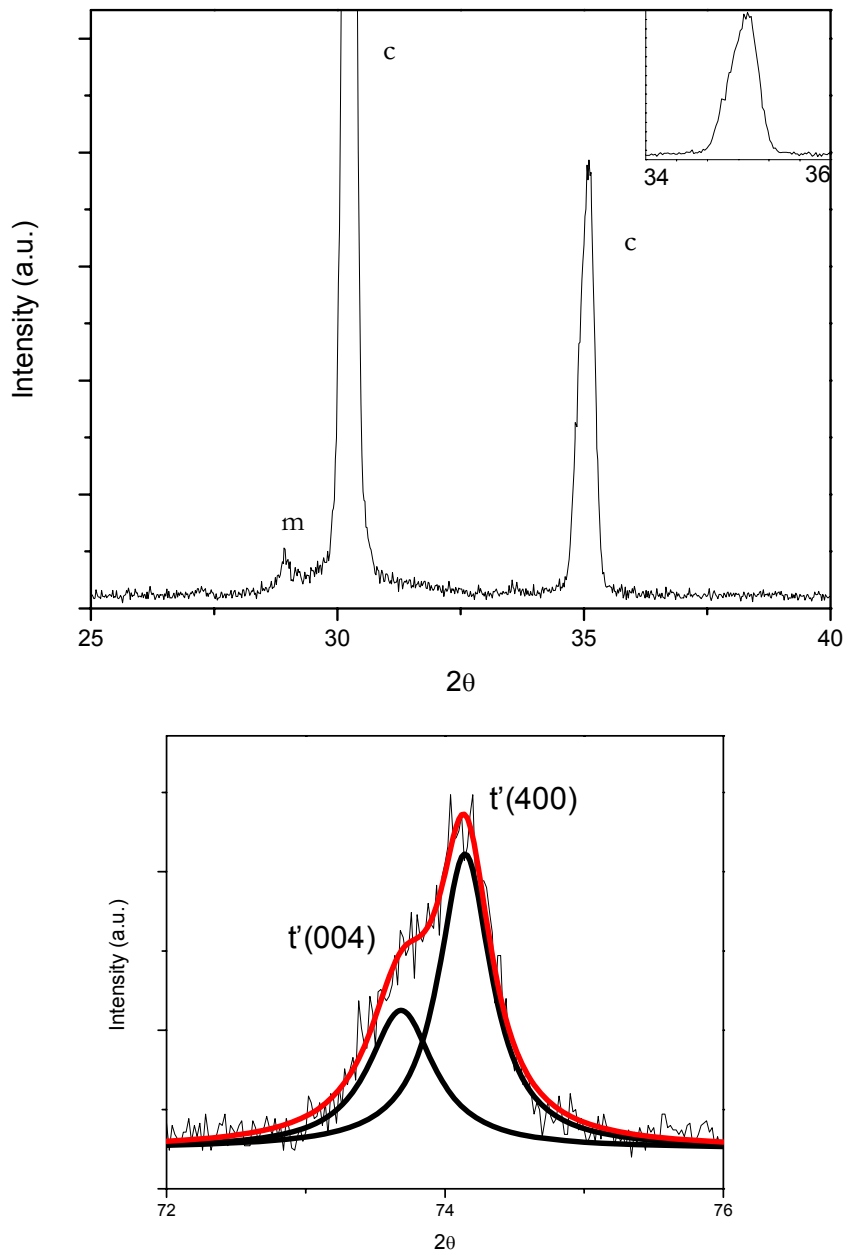 c
34
36
c
Intensity (a.u.)
m
25
30
35
40
2θ
t'(400)
t'(004)
Intensity (a.u.)
72
74
76
2θ